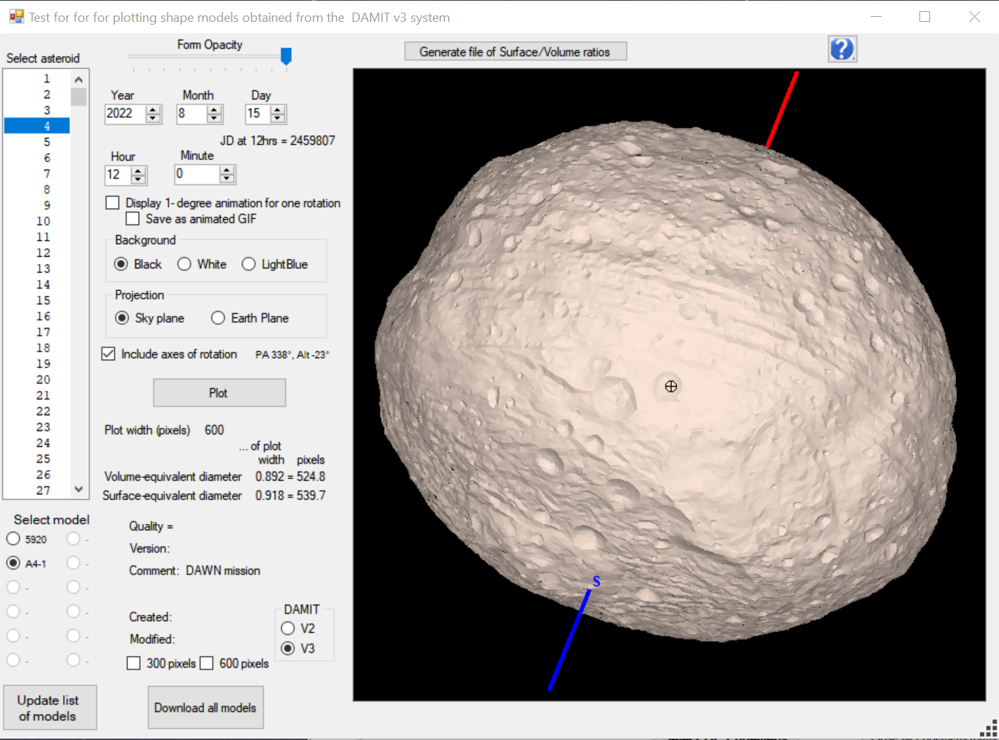 Test for for for plotting shape models obtained from the  DAMIT v3 system
Form Opacity
Generate file of Surface/Volume ratios
?
Select asteroid
1
2
3
4
5
6
7
8
9
10
11
12
13
14
15
16
17
18
19
20
21
22
23
24
25
26
27
Year Month Day
2022 8 15
JD at 12hrs = 2459807
Hour Minute
12 0
Display 1- degree animation for one rotation
Save as animated GIF
Background
Black White LightBlue
Projection
Sky plane Earth Plane
Include axes of rotation PA 338°, Alt -23°
Plot
Plot width (pixels) 600
... of plot
width pixels
Volume-equivalent diameter 0.892 = 524.8
Surface-equivalent diameter 0.918 = 539.7
Select model
5920 -
A4-1 -
- -
- -
- -
- -
Quality =
Version:
Comment: DAWN mission
Created:
Modified:
DAMIT
V2
V3
300 pixels 600 pixels
Update list
of models
Download all models
S